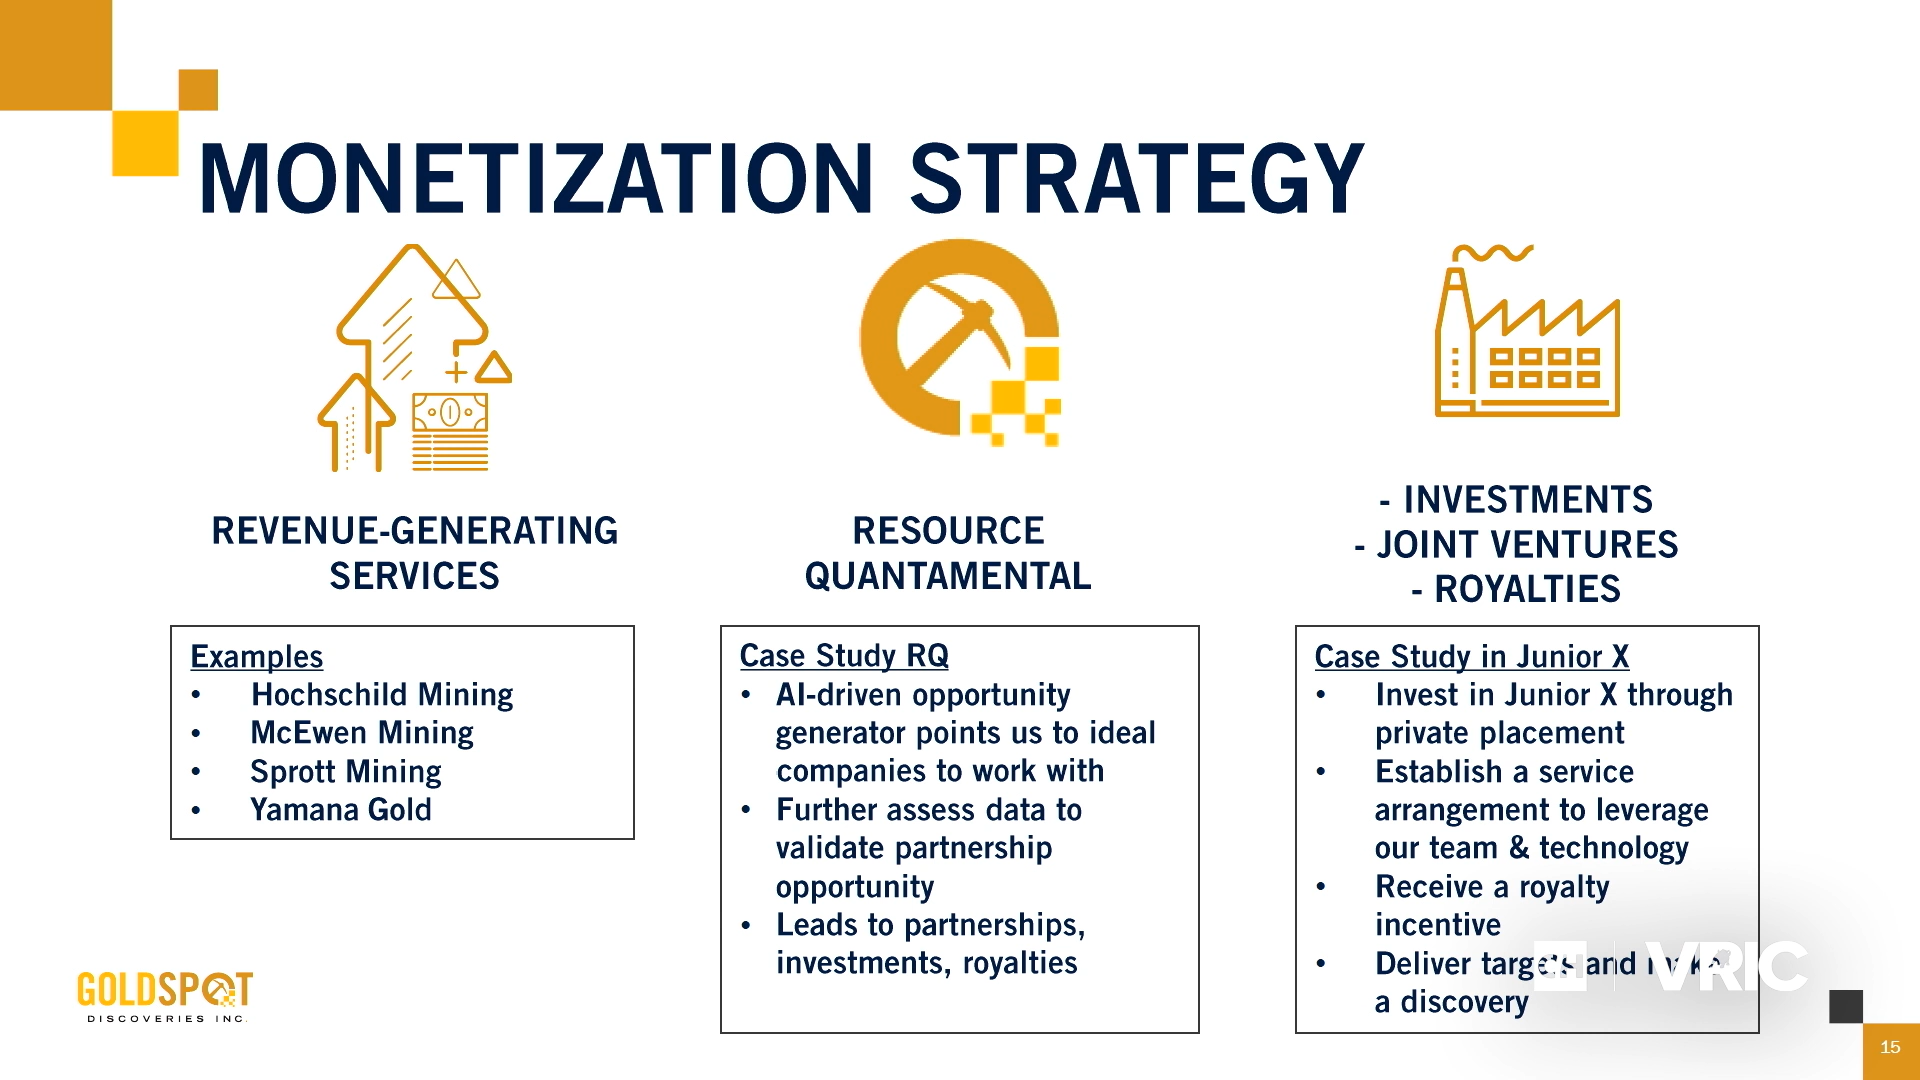 MONETIZATION STRATEGY
REVENUE-GENERATING
SERVICES
Examples
• Hochschild Mining
• McEwen Mining
• Sprott Mining
• Yamana Gold
RESOURCE
QUANTAMENTAL
Case Study RQ
• AI-driven opportunity
generator points us to ideal
companies to work with
• Further assess data to
validate partnership
opportunity
• Leads to partnerships,
investments, royalties
- INVESTMENTS
- JOINT VENTURES
- ROYALTIES
Case Study in Junior X
• Invest in Junior X through
private placement
• Establish a service
arrangement to leverage
our team & technology
• Receive a royalty
incentive
• Deliver targets and make
a discovery
VRIC
GOLDSPOT
DISCOVERIES INC.
15